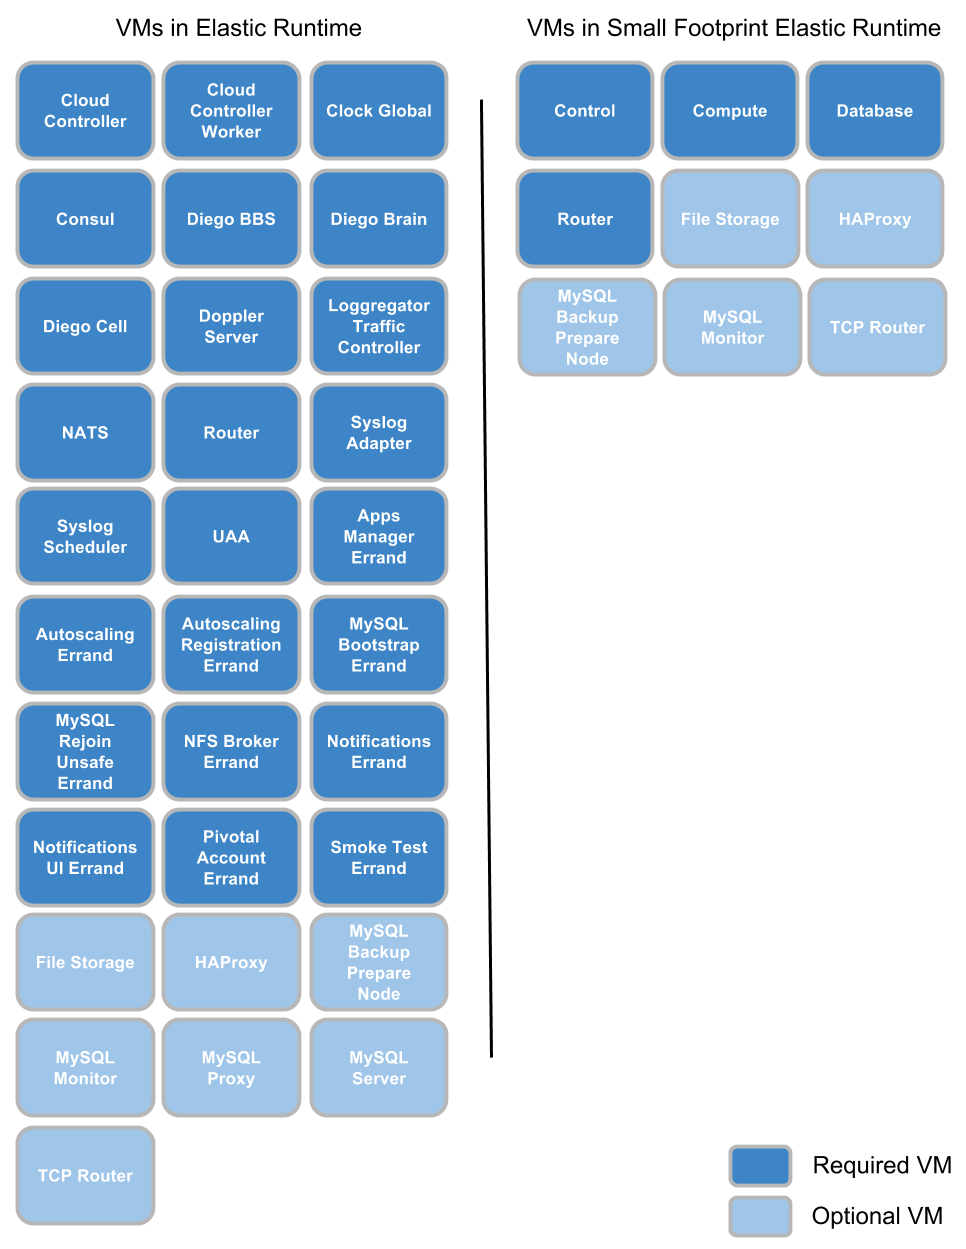 VMs in Elastic Runtime
Cloud
Controller
Cloud
Controller
Worker
Clock Global
Consul
Diego BBS
Diego Brain
Diego Cell
Doppler
Server
Loggregator
Traffic
Controller
NATS
Router
Syslog
Adapter
Syslog
Scheduler
UAA
Apps
Manager
Errand
Autoscaling
Errand
Autoscaling
Registration
Errand
MySQL
Bootstrap
Errand
MySQL
Rejoin
Unsafe
Errand
NFS Broker
Errand
Notifications
Errand
Notifications
UI Errand
Pivotal
Account
Errand
Smoke Test
Errand
File Storage
HAProxy
MySQL
Backup
Prepare
Node
MySQL
Monitor
MySQL
Proxy
MySQL
Server
TCP Router
VMs in Small Footprint Elastic Runtime
Control
Compute
Database
Router
File Storage
HAProxy
MySQL
Backup
Prepare
Node
MySQL
Monitor
TCP Router
Required VM
Optional VM